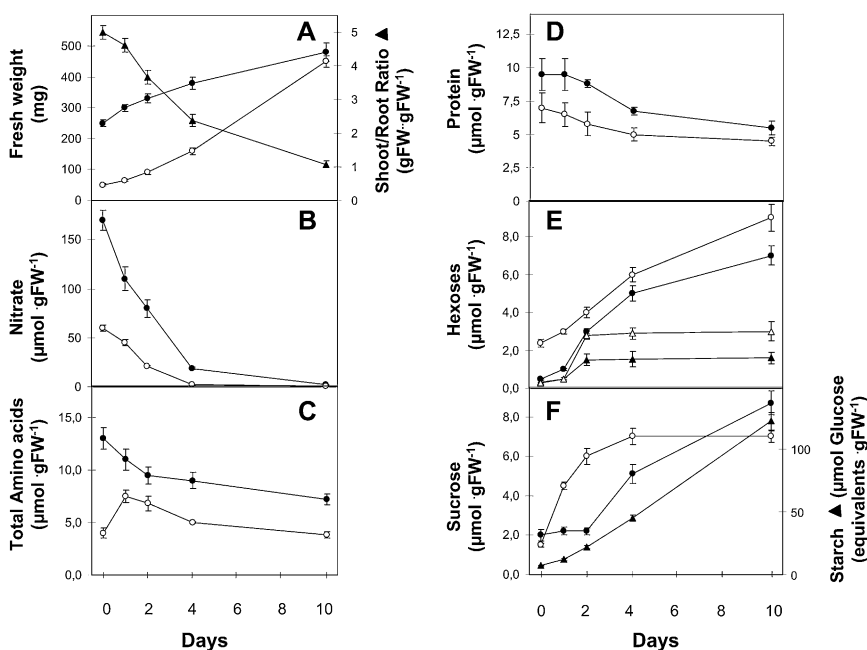 A
Fresh weight
(mg)
500
400
300
200
100
0
5
4
3
2
1
0
Shoot/Root Ratio ▲
(gFW··gFW⁻¹)
B
Nitrate
(µmol ·gFW⁻¹)
150
100
50
0
C
Total Amino acids
(µmol ·gFW⁻¹)
15,0
10,0
5,0
0,0
0 2 4 6 8 10
Days
D
Protein
(µmol ·gFW⁻¹)
12,5
10
7,5
5
2,5
0
E
Hexoses
(µmol ·gFW⁻¹)
8,0
6,0
4,0
2,0
0,0
F
Sucrose
(µmol ·gFW⁻¹)
8,0
6,0
4,0
2,0
0,0
100
50
0
Starch ▲ (µmol Glucose
(equivalents ·gFW⁻¹)
0 2 4 6 8 10
Days